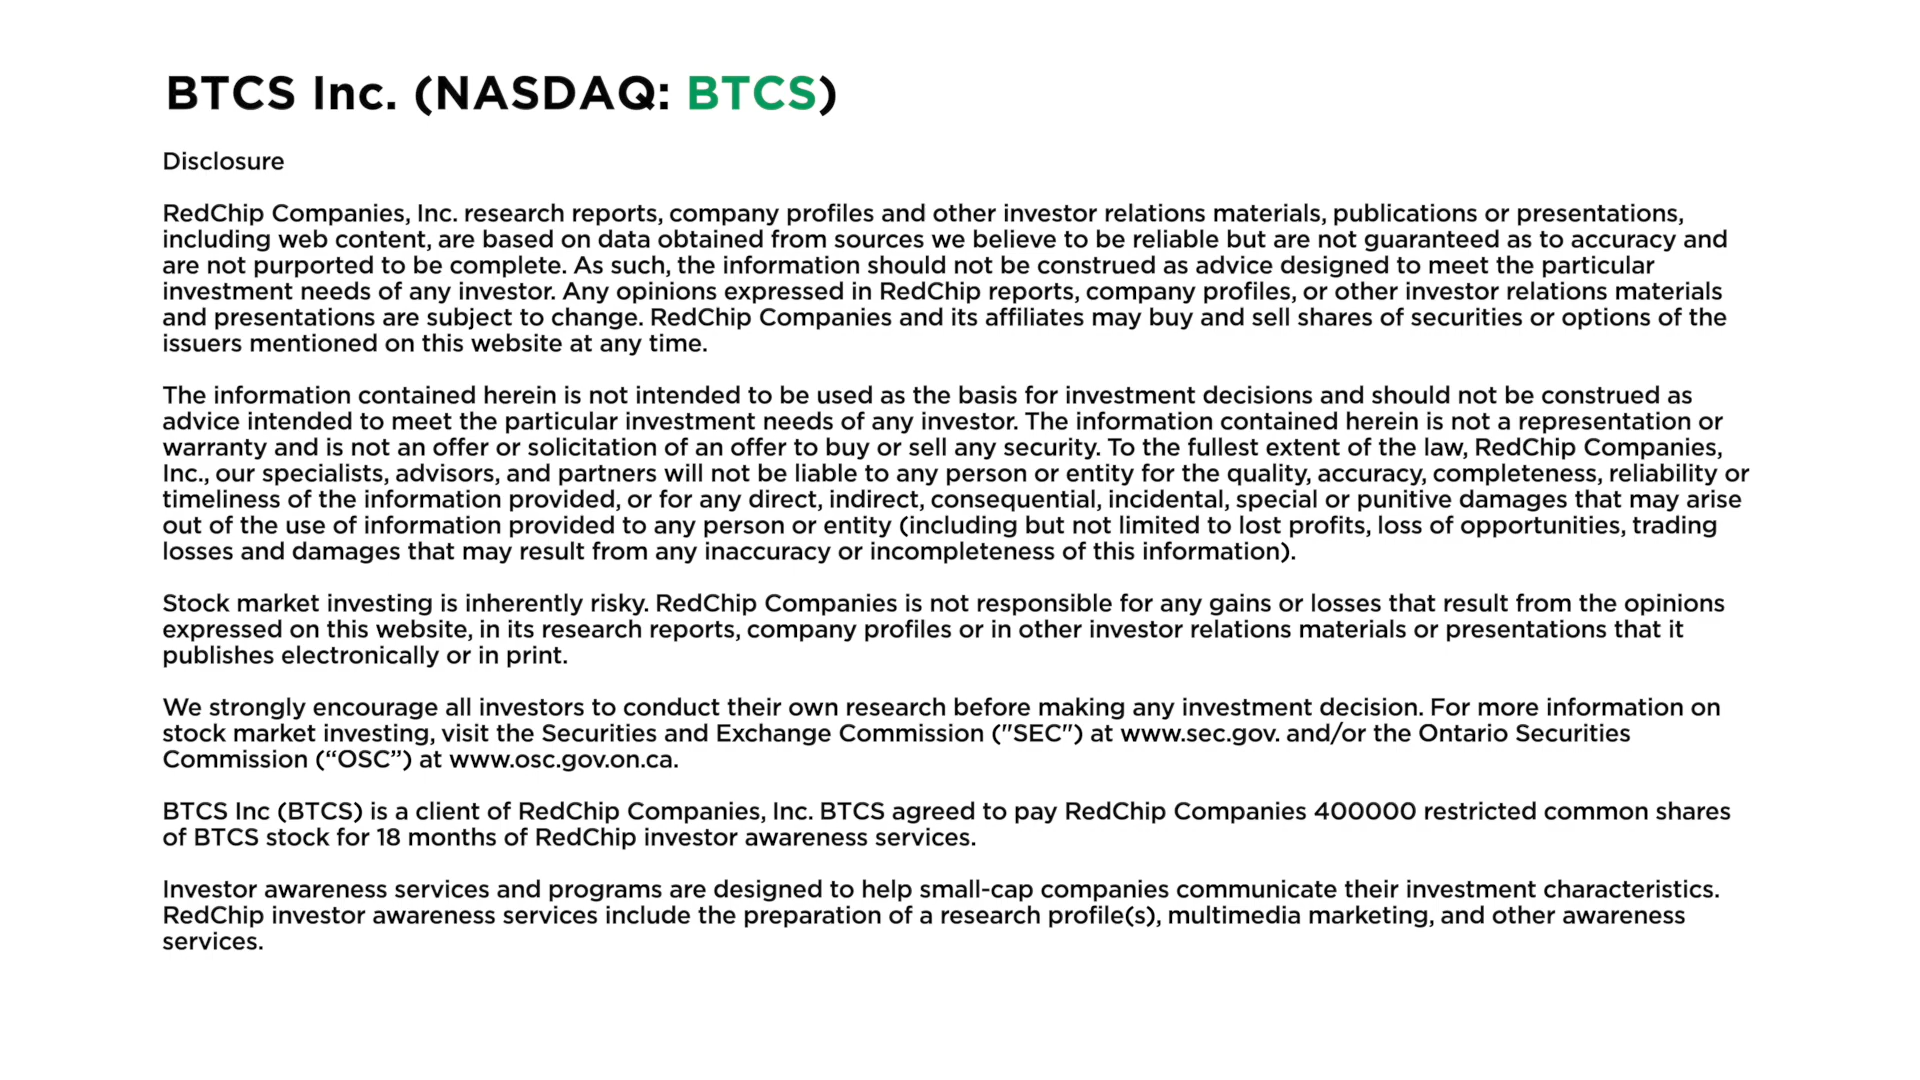 BTCS Inc. (NASDAQ: BTCS)
Disclosure
RedChip Companies, Inc. research reports, company profiles and other investor relations materials, publications or presentations,
including web content, are based on data obtained from sources we believe to be reliable but are not guaranteed as to accuracy and
are not purported to be complete. As such, the information should not be construed as advice designed to meet the particular
investment needs of any investor. Any opinions expressed in RedChip reports, company profiles, or other investor relations materials
and presentations are subject to change. RedChip Companies and its affiliates may buy and sell shares of securities or options of the
issuers mentioned on this website at any time.
The information contained herein is not intended to be used as the basis for investment decisions and should not be construed as
advice intended to meet the particular investment needs of any investor. The information contained herein is not a representation or
warranty and is not an offer or solicitation of an offer to buy or sell any security. To the fullest extent of the law, RedChip Companies,
Inc., our specialists, advisors, and partners will not be liable to any person or entity for the quality, accuracy, completeness, reliability or
timeliness of the information provided, or for any direct, indirect, consequential, incidental, special or punitive damages that may arise
out of the use of information provided to any person or entity (including but not limited to lost profits, loss of opportunities, trading
losses and damages that may result from any inaccuracy or incompleteness of this information).
Stock market investing is inherently risky. RedChip Companies is not responsible for any gains or losses that result from the opinions
expressed on this website, in its research reports, company profiles or in other investor relations materials or presentations that it
publishes electronically or in print.
We strongly encourage all investors to conduct their own research before making any investment decision. For more information on
stock market investing, visit the Securities and Exchange Commission ("SEC") at www.sec.gov. and/or the Ontario Securities
Commission (“OSC”) at www.osc.gov.on.ca.
BTCS Inc (BTCS) is a client of RedChip Companies, Inc. BTCS agreed to pay RedChip Companies 400000 restricted common shares
of BTCS stock for 18 months of RedChip investor awareness services.
Investor awareness services and programs are designed to help small-cap companies communicate their investment characteristics.
RedChip investor awareness services include the preparation of a research profile(s), multimedia marketing, and other awareness
services.